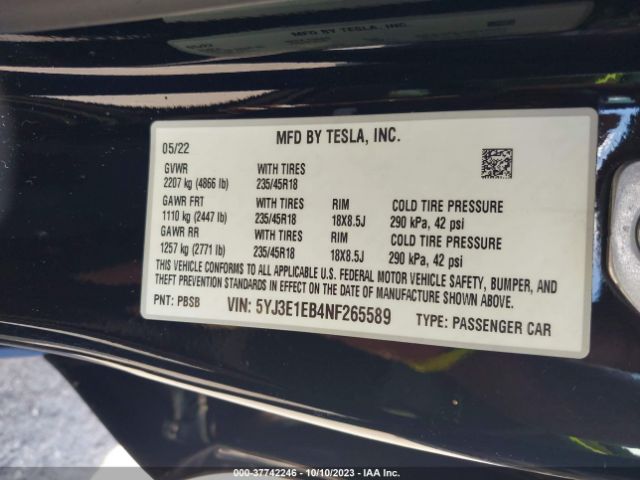 MFD BY TESLA, INC.
05/22
GVWR WITH TIRES
2207 kg (4866 lb) 235/45R18
GAWR FRT WITH TIRES RIM COLD TIRE PRESSURE
1110 kg (2447 lb) 235/45R18 18X8.5J 290 kPa, 42 psi
GAWR RR WITH TIRES RIM COLD TIRE PRESSURE
1257 kg (2771 lb) 235/45R18 18X8.5J 290 kPa, 42 psi
THIS VEHICLE CONFORMS TO ALL APPLICABLE U.S. FEDERAL MOTOR VEHICLE SAFETY, BUMPER, AND
THEFT PREVENTION STANDARDS IN EFFECT ON THE DATE OF MANUFACTURE SHOWN ABOVE.
PNT: PBSB VIN: 5YJ3E1EB4NF265589 TYPE: PASSENGER CAR
000-37742246 - 10/10/2023 - IAA Inc.